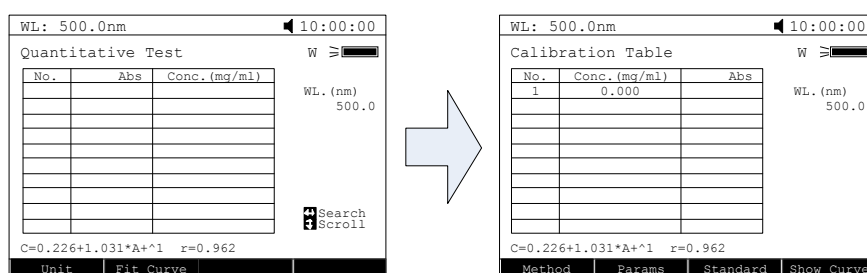 WL: 500.0nm 10:00:00
Quantitative Test W
No. Abs Conc.(mg/ml)
WL.(nm)
500.0
Search
Scroll
C=0.226+1.031*A+^1 r=0.962
Unit Fit Curve
WL: 500.0nm 10:00:00
Calibration Table W
No. Conc.(mg/ml) Abs
1 0.000
WL.(nm)
500.0
C=0.226+1.031*A+^1 r=0.962
Method Params Standard Show Curve